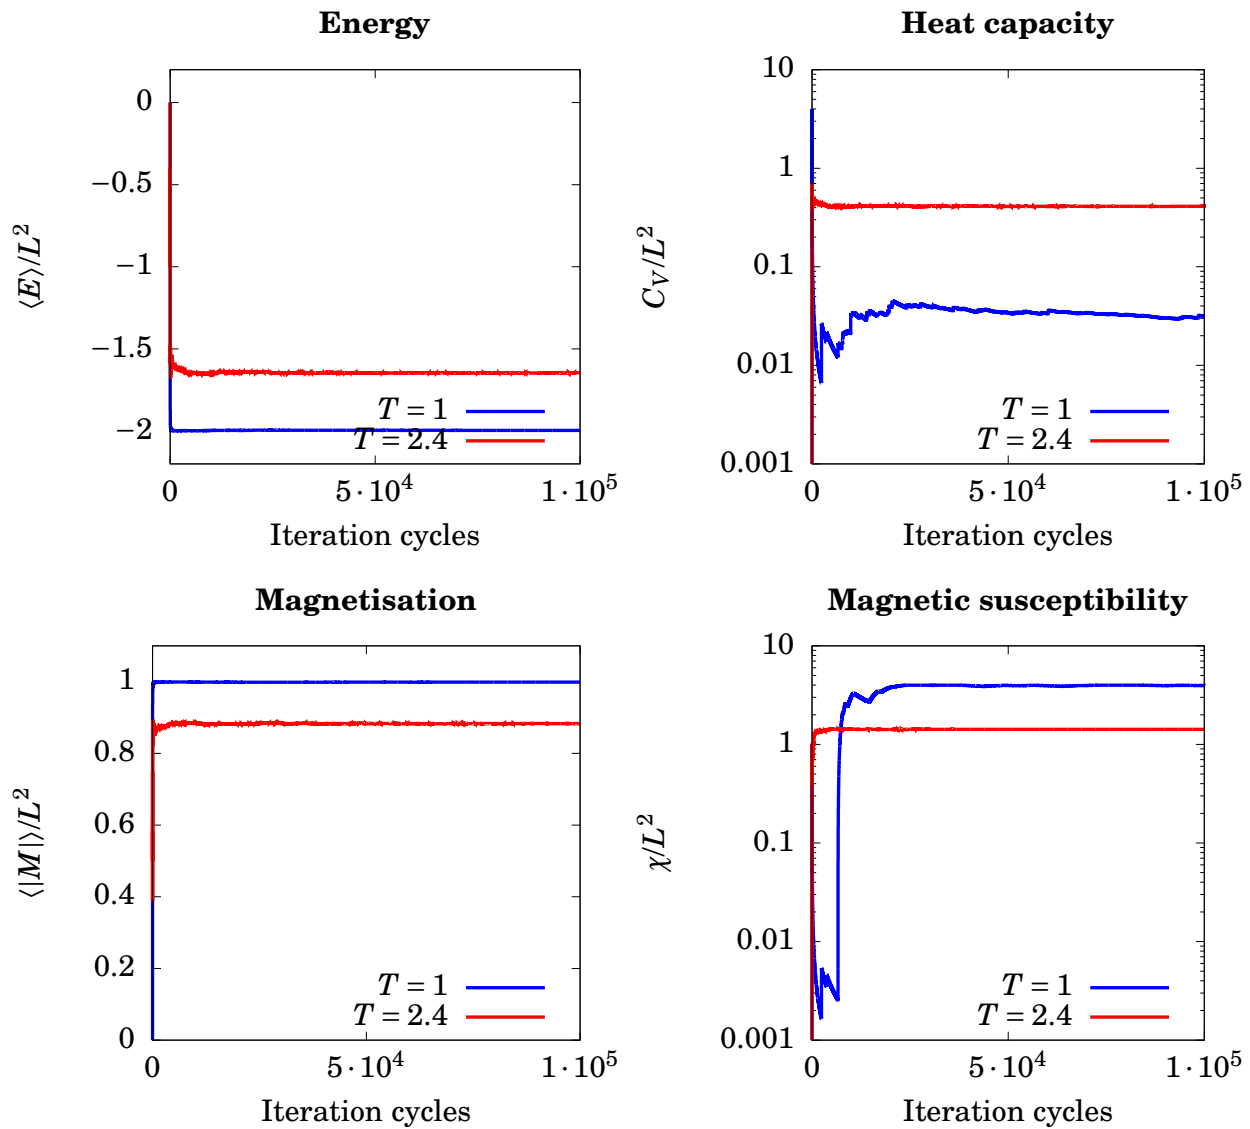 Energy
0
−0.5
−1
−1.5
−2
⟨E⟩/L²
T = 1
T = 2.4
0
5·10⁴
1·10⁵
Iteration cycles
Heat capacity
10
1
0.1
0.01
0.001
C_V/L²
T = 1
T = 2.4
0
5·10⁴
1·10⁵
Iteration cycles
Magnetisation
1
0.8
0.6
0.4
0.2
0
⟨|M|⟩/L²
T = 1
T = 2.4
0
5·10⁴
1·10⁵
Iteration cycles
Magnetic susceptibility
10
1
0.1
0.01
0.001
χ/L²
T = 1
T = 2.4
0
5·10⁴
1·10⁵
Iteration cycles